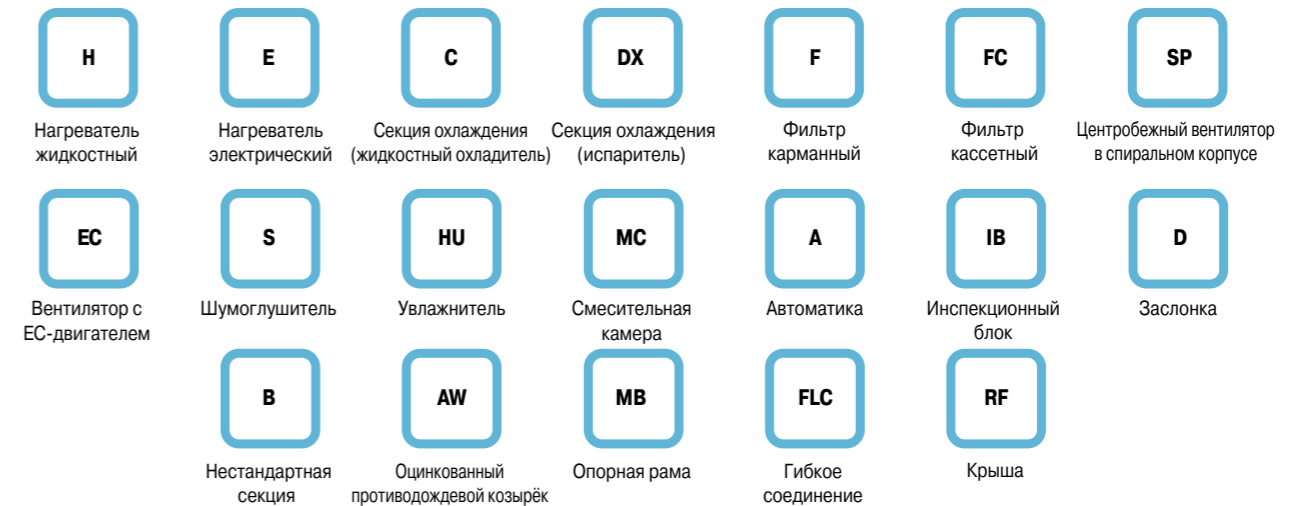 H E C DX F FC SP
Нагреватель Нагреватель Секция охлаждения Секция охлаждения Фильтр Фильтр Центробежный вентилятор
жидкостный электрический (жидкостный охладитель) (испаритель) карманный кассетный в спиральном корпусе
EC S HU MC A IB D
Вентилятор с Шумоглушитель Увлажнитель Смесительная Автоматика Инспекционный Заслонка
ЕС-двигателем камера блок
B AW MB FLC RF
Нестандартная Оцинкованный Опорная рама Гибкое Крыша
секция противодождевой козырёк соединение